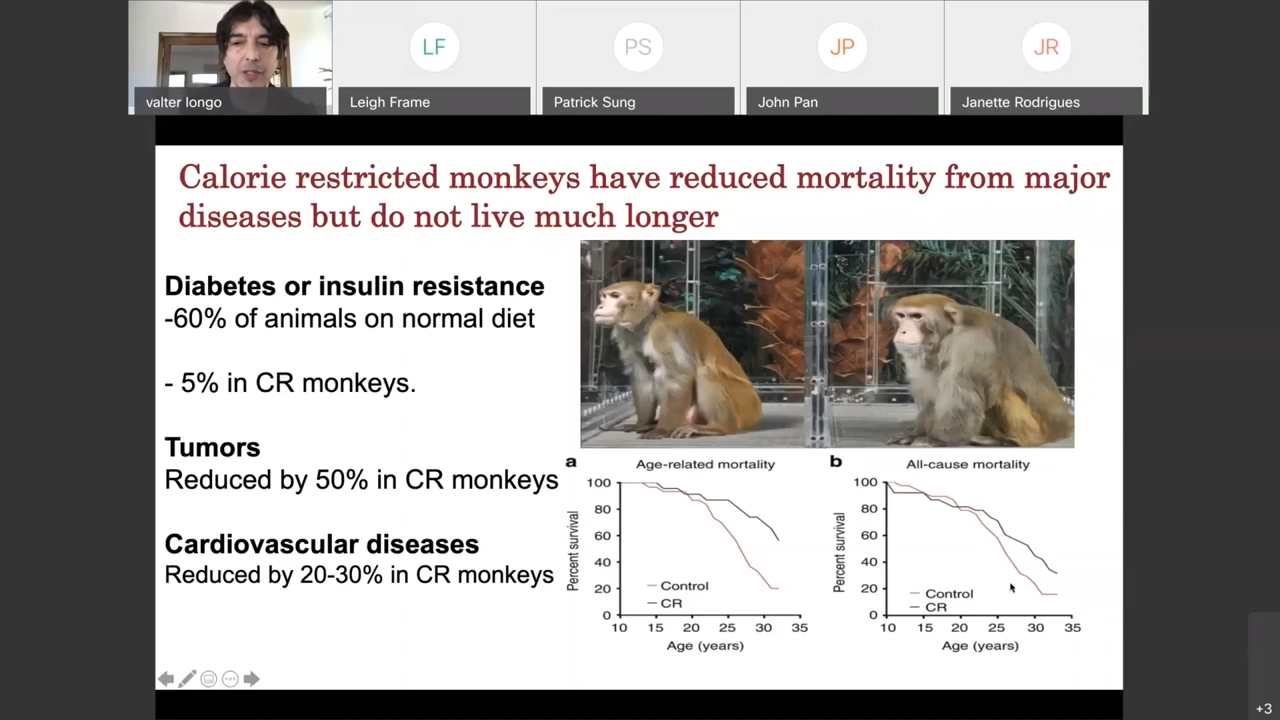 LF
PS
JP
JR
valter longo
Leigh Frame
Patrick Sung
John Pan
Janette Rodrigues
Calorie restricted monkeys have reduced mortality from major
diseases but do not live much longer
Diabetes or insulin resistance
-60% of animals on normal diet
- 5% in CR monkeys.
Tumors
Reduced by 50% in CR monkeys
Cardiovascular diseases
Reduced by 20-30% in CR monkeys
a
Age-related mortality
Percent survival
100
80
60
40
20
0
Control
CR
10 15 20 25 30 35
Age (years)
b
All-cause mortality
Percent survival
100
80
60
40
20
0
Control
CR
10 15 20 25 30 35
Age (years)
+3